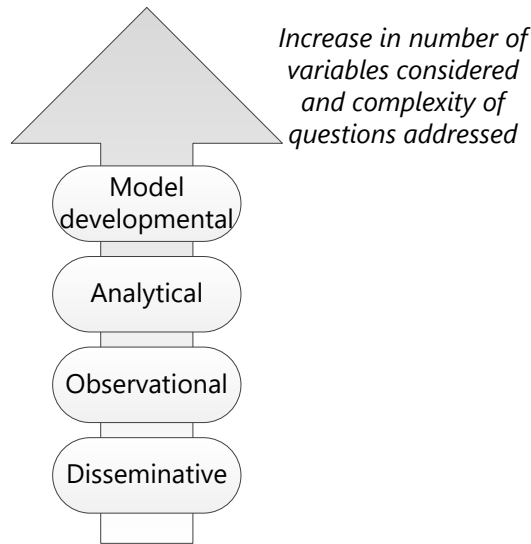 Increase in number of
variables considered
and complexity of
questions addressed
Model
developmental
Analytical
Observational
Disseminative